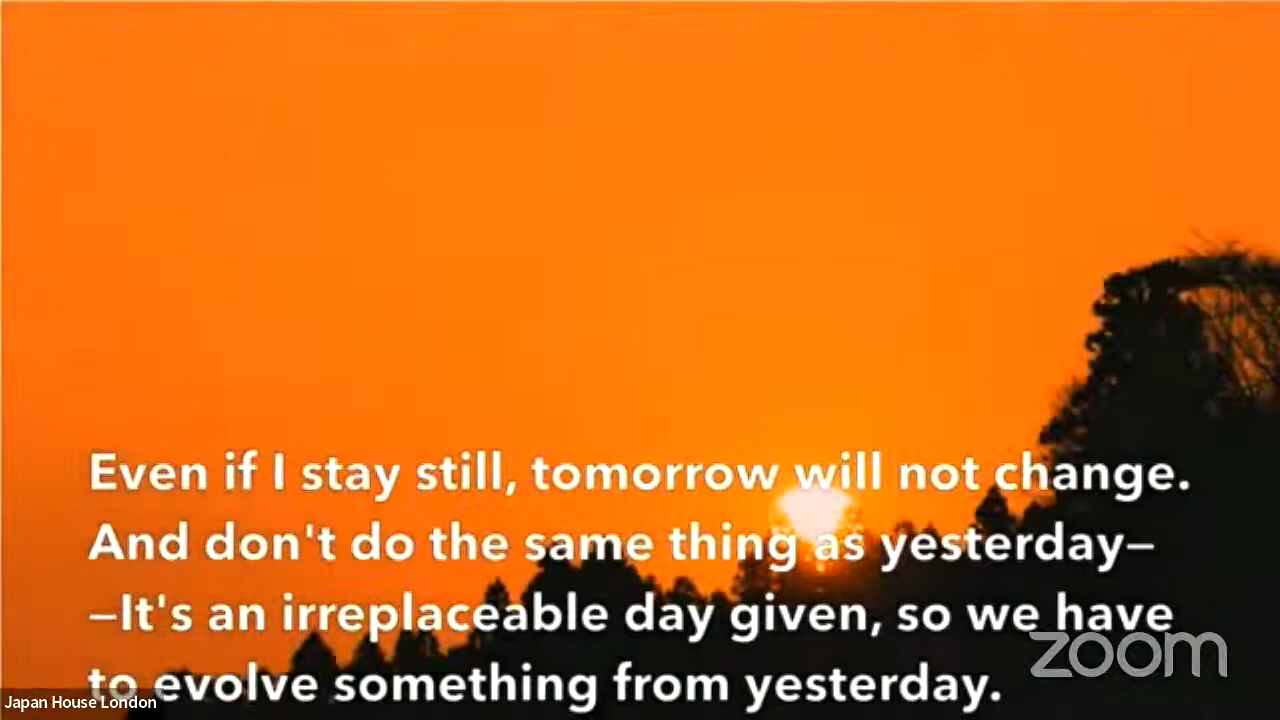 Even if I stay still, tomorrow will not change.
And don't do the same thing as yesterday—
—It's an irreplaceable day given, so we have
to evolve something from yesterday.
zoom
Japan House London